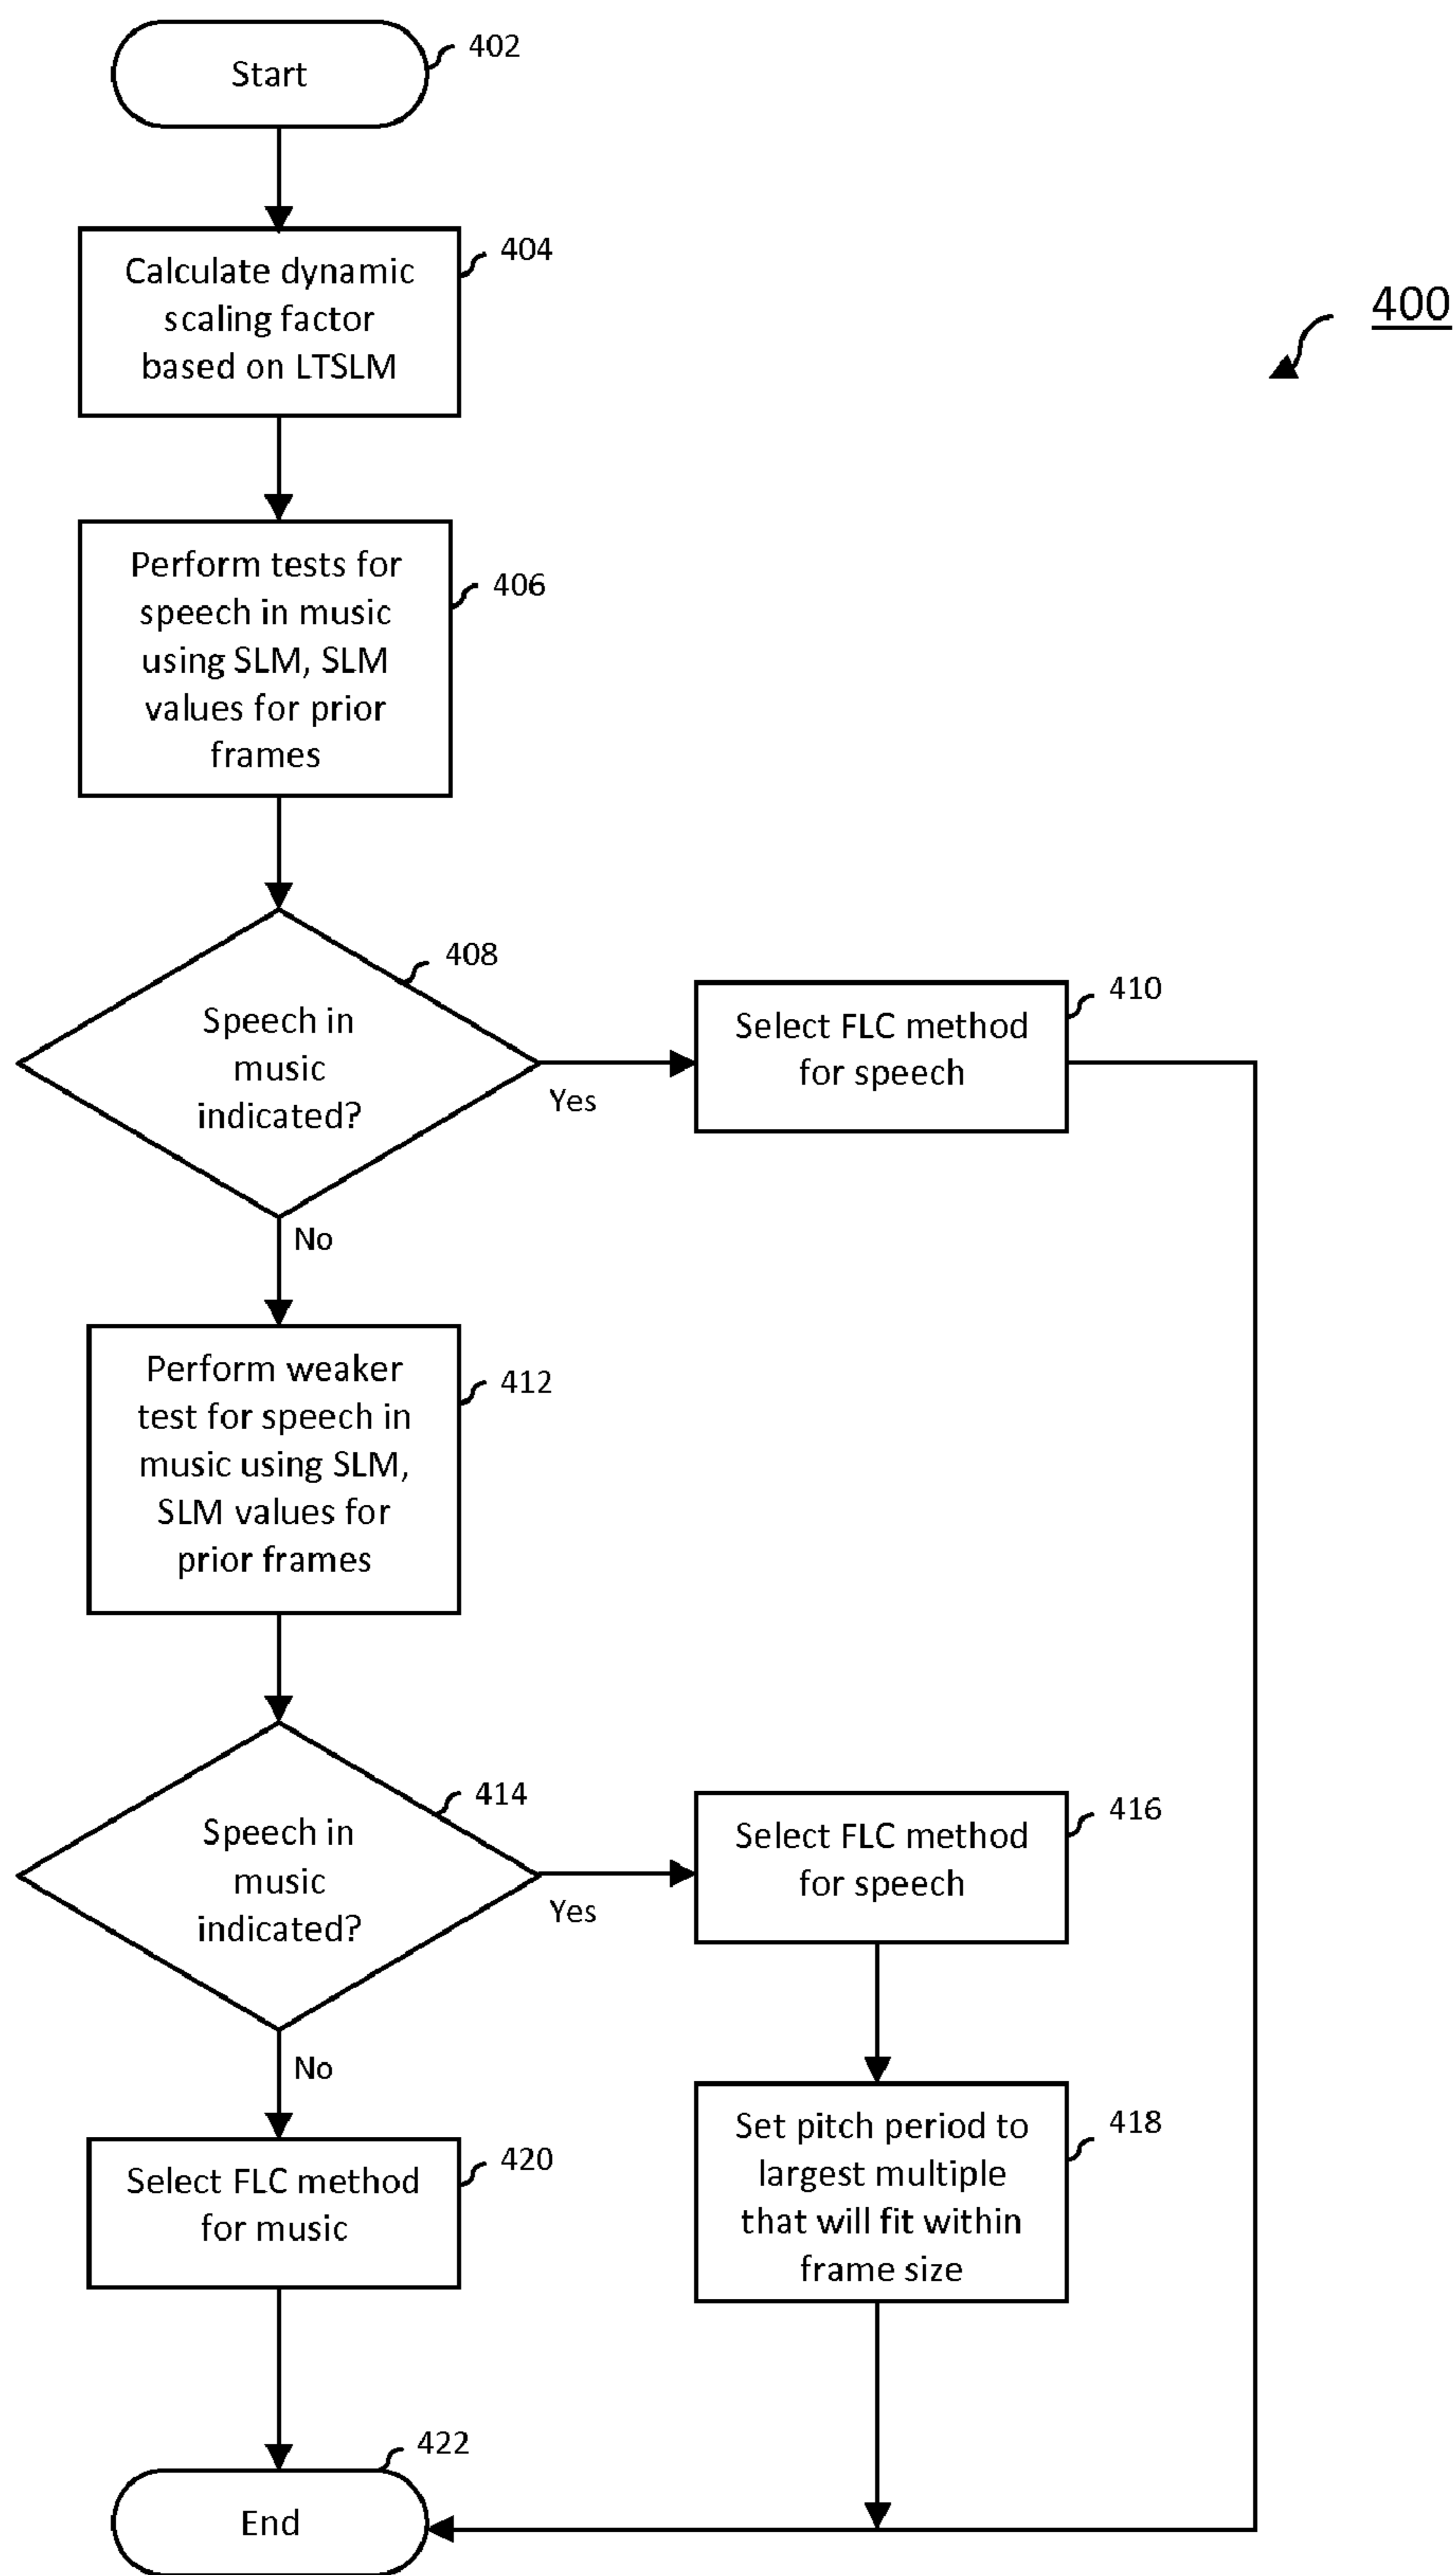 Start
402
Calculate dynamic
scaling factor
based on LTSLM
404
400
Perform tests for
speech in music
using SLM, SLM
values for prior
frames
406
Speech in
music
indicated?
408
Yes
Select FLC method
for speech
410
No
Perform weaker
test for speech in
music using SLM,
SLM values for
prior frames
412
Speech in
music
indicated?
414
Yes
Select FLC method
for speech
416
No
Set pitch period to
largest multiple
that will fit within
frame size
418
Select FLC method
for music
420
End
422